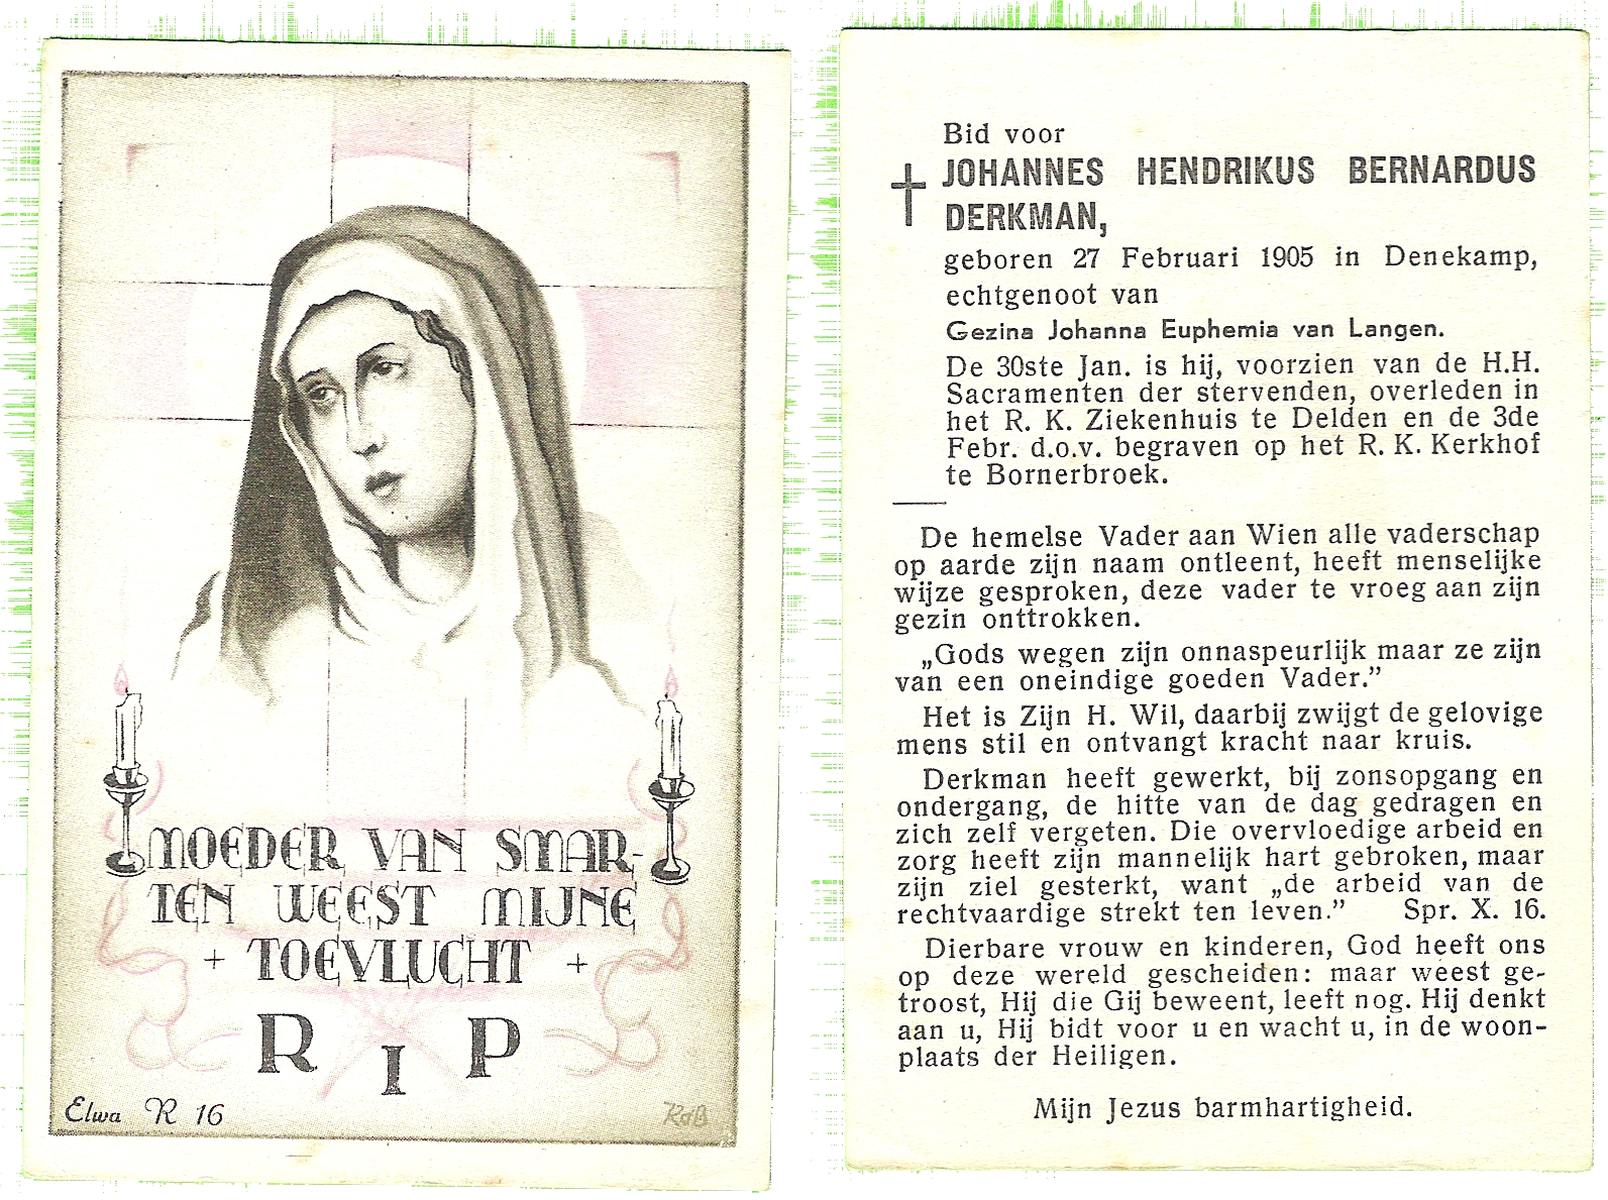 MOEDER VAN SMAR-
TEN WEEST MIJNE
+ TOEVLUCHT +
R I P
Elwa R 16
RdB
Bid voor
JOHANNES HENDRIKUS BERNARDUS
DERKMAN,
geboren 27 Februari 1905 in Denekamp,
echtgenoot van
Gezina Johanna Euphemia van Langen.
De 30ste Jan. is hij, voorzien van de H.H.
Sacramenten der stervenden, overleden in
het R. K. Ziekenhuis te Delden en de 3de
Febr. d.o.v. begraven op het R. K. Kerkhof
te Bornerbroek.
De hemelse Vader aan Wien alle vaderschap
op aarde zijn naam ontleent, heeft menselijke
wijze gesproken, deze vader te vroeg aan zijn
gezin onttrokken.
„Gods wegen zijn onnaspeurlijk maar ze zijn
van een oneindige goeden Vader.”
Het is Zijn H. Wil, daarbij zwijgt de gelovige
mens stil en ontvangt kracht naar kruis.
Derkman heeft gewerkt, bij zonsopgang en
ondergang, de hitte van de dag gedragen en
zich zelf vergeten. Die overvloedige arbeid en
zorg heeft zijn mannelijk hart gebroken, maar
zijn ziel gesterkt, want „de arbeid van de
rechtvaardige strekt ten leven.” Spr. X. 16.
Dierbare vrouw en kinderen, God heeft ons
op deze wereld gescheiden: maar weest ge-
troost, Hij die Gij beweent, leeft nog. Hij denkt
aan u, Hij bidt voor u en wacht u, in de woon-
plaats der Heiligen.
Mijn Jezus barmhartigheid.